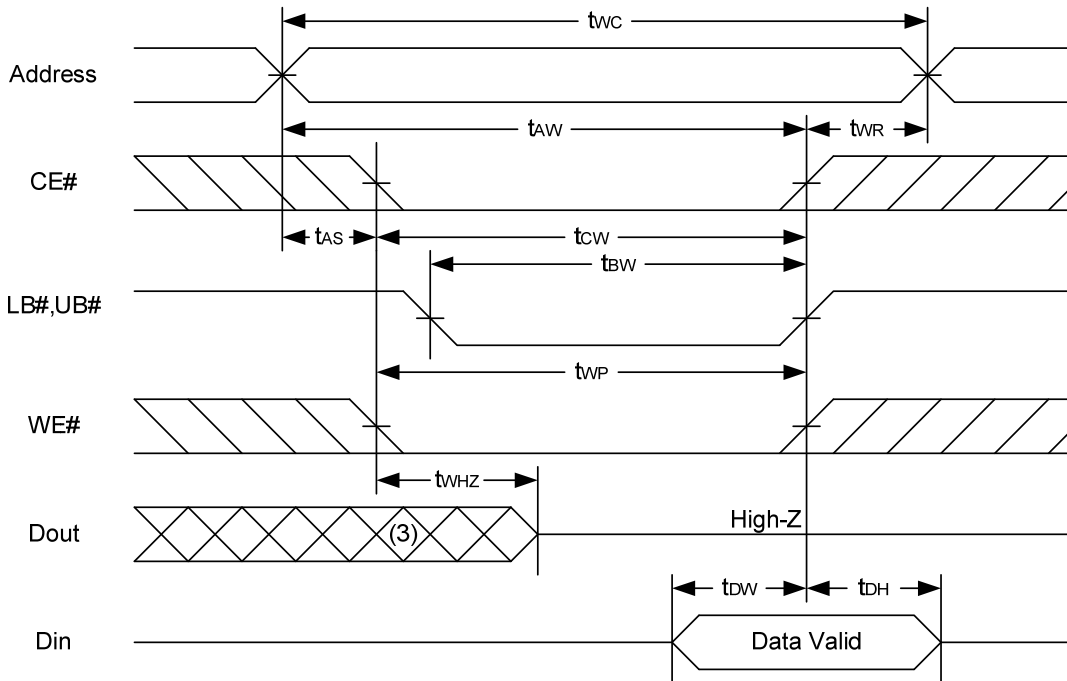 tWC
Address
tAW
tWR
CE#
tAS
tCW
tBW
LB#,UB#
tWP
WE#
tWHZ
Dout
(3)
High-Z
tDW
tDH
Din
Data Valid